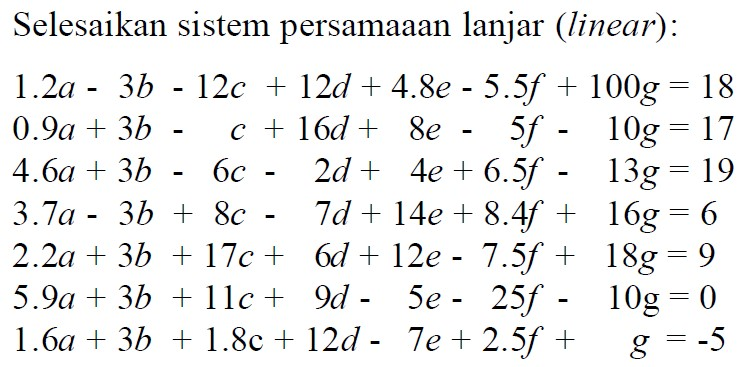 Selesaikan sistem persamaaan lanjar (linear):
1.2a - 3b - 12c + 12d + 4.8e - 5.5f + 100g = 18
0.9a + 3b - c + 16d + 8e - 5f - 10g = 17
4.6a + 3b - 6c - 2d + 4e + 6.5f - 13g = 19
3.7a - 3b + 8c - 7d + 14e + 8.4f + 16g = 6
2.2a + 3b + 17c + 6d + 12e - 7.5f + 18g = 9
5.9a + 3b + 11c + 9d - 5e - 25f - 10g = 0
1.6a + 3b + 1.8c + 12d - 7e + 2.5f + g = -5